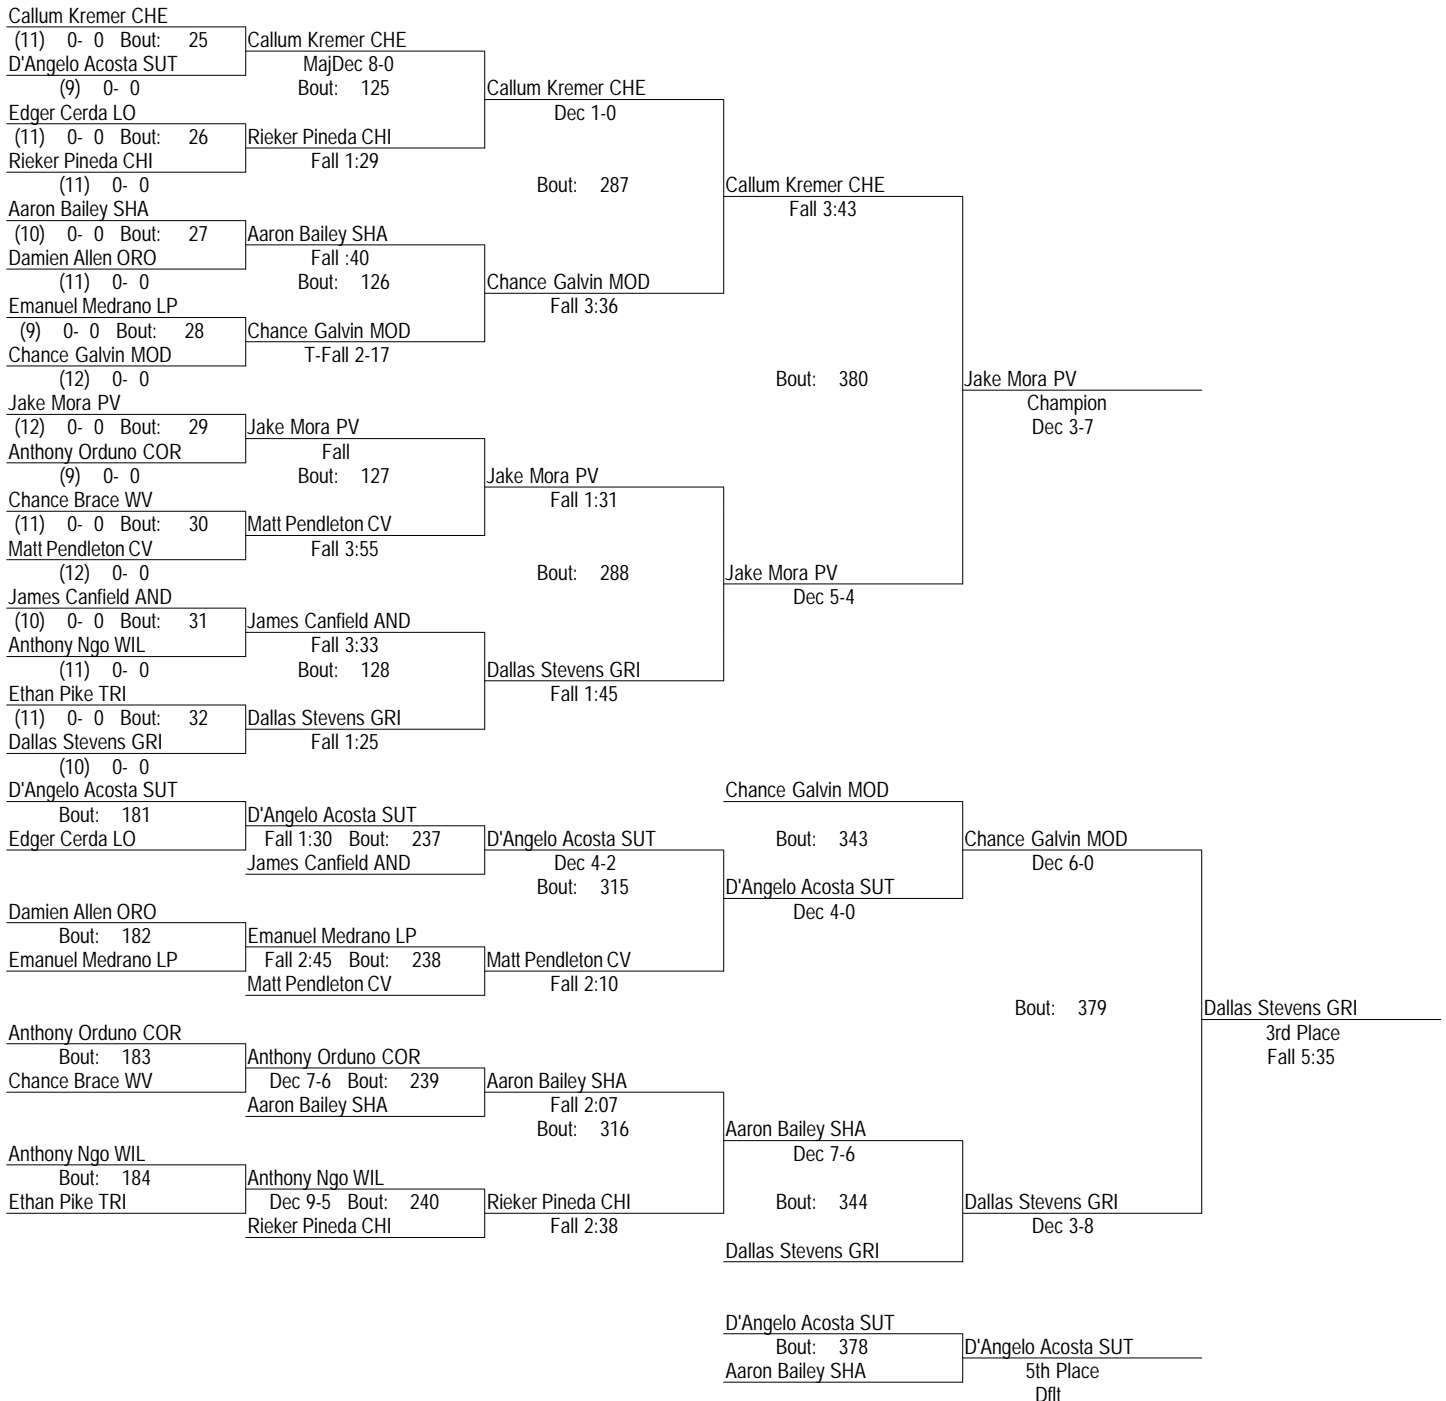 Callum Kremer CHE
(11) 0- 0 Bout: 25 Callum Kremer CHE
D'Angelo Acosta SUT MajDec 8-0
(9) 0- 0 Bout: 125 Callum Kremer CHE
Edger Cerda LO Dec 1-0
(11) 0- 0 Bout: 26 Rieker Pineda CHI
Rieker Pineda CHI Fall 1:29
(11) 0- 0 Bout: 287 Callum Kremer CHE
Aaron Bailey SHA Fall 3:43
(10) 0- 0 Bout: 27 Aaron Bailey SHA
Damien Allen ORO Fall :40
(11) 0- 0 Bout: 126 Chance Galvin MOD
Emanuel Medrano LP Fall 3:36
(9) 0- 0 Bout: 28 Chance Galvin MOD
Chance Galvin MOD T-Fall 2-17
(12) 0- 0 Bout: 380 Jake Mora PV
Jake Mora PV Champion
(12) 0- 0 Bout: 29 Jake Mora PV Dec 3-7
Anthony Orduno COR Fall
(9) 0- 0 Bout: 127 Jake Mora PV
Chance Brace WV Fall 1:31
(11) 0- 0 Bout: 30 Matt Pendleton CV
Matt Pendleton CV Fall 3:55
(12) 0- 0 Bout: 288 Jake Mora PV
James Canfield AND Dec 5-4
(10) 0- 0 Bout: 31 James Canfield AND
Anthony Ngo WIL Fall 3:33
(11) 0- 0 Bout: 128 Dallas Stevens GRI
Ethan Pike TRI Fall 1:45
(11) 0- 0 Bout: 32 Dallas Stevens GRI
Dallas Stevens GRI Fall 1:25
(10) 0- 0
D'Angelo Acosta SUT Chance Galvin MOD
Bout: 181 D'Angelo Acosta SUT
Edger Cerda LO Fall 1:30 Bout: 237 D'Angelo Acosta SUT Bout: 343 Chance Galvin MOD
James Canfield AND Dec 4-2 Dec 6-0
Bout: 315 D'Angelo Acosta SUT
Damien Allen ORO Dec 4-0
Bout: 182 Emanuel Medrano LP
Emanuel Medrano LP Fall 2:45 Bout: 238 Matt Pendleton CV
Matt Pendleton CV Fall 2:10
Bout: 379 Dallas Stevens GRI
Anthony Orduno COR 3rd Place
Bout: 183 Anthony Orduno COR Fall 5:35
Chance Brace WV Dec 7-6 Bout: 239 Aaron Bailey SHA
Aaron Bailey SHA Fall 2:07
Bout: 316 Aaron Bailey SHA
Anthony Ngo WIL Dec 7-6
Bout: 184 Anthony Ngo WIL
Ethan Pike TRI Dec 9-5 Bout: 240 Rieker Pineda CHI Bout: 344 Dallas Stevens GRI
Rieker Pineda CHI Fall 2:38 Dec 3-8
Dallas Stevens GRI
D'Angelo Acosta SUT
Bout: 378 D'Angelo Acosta SUT
Aaron Bailey SHA 5th Place
Dflt